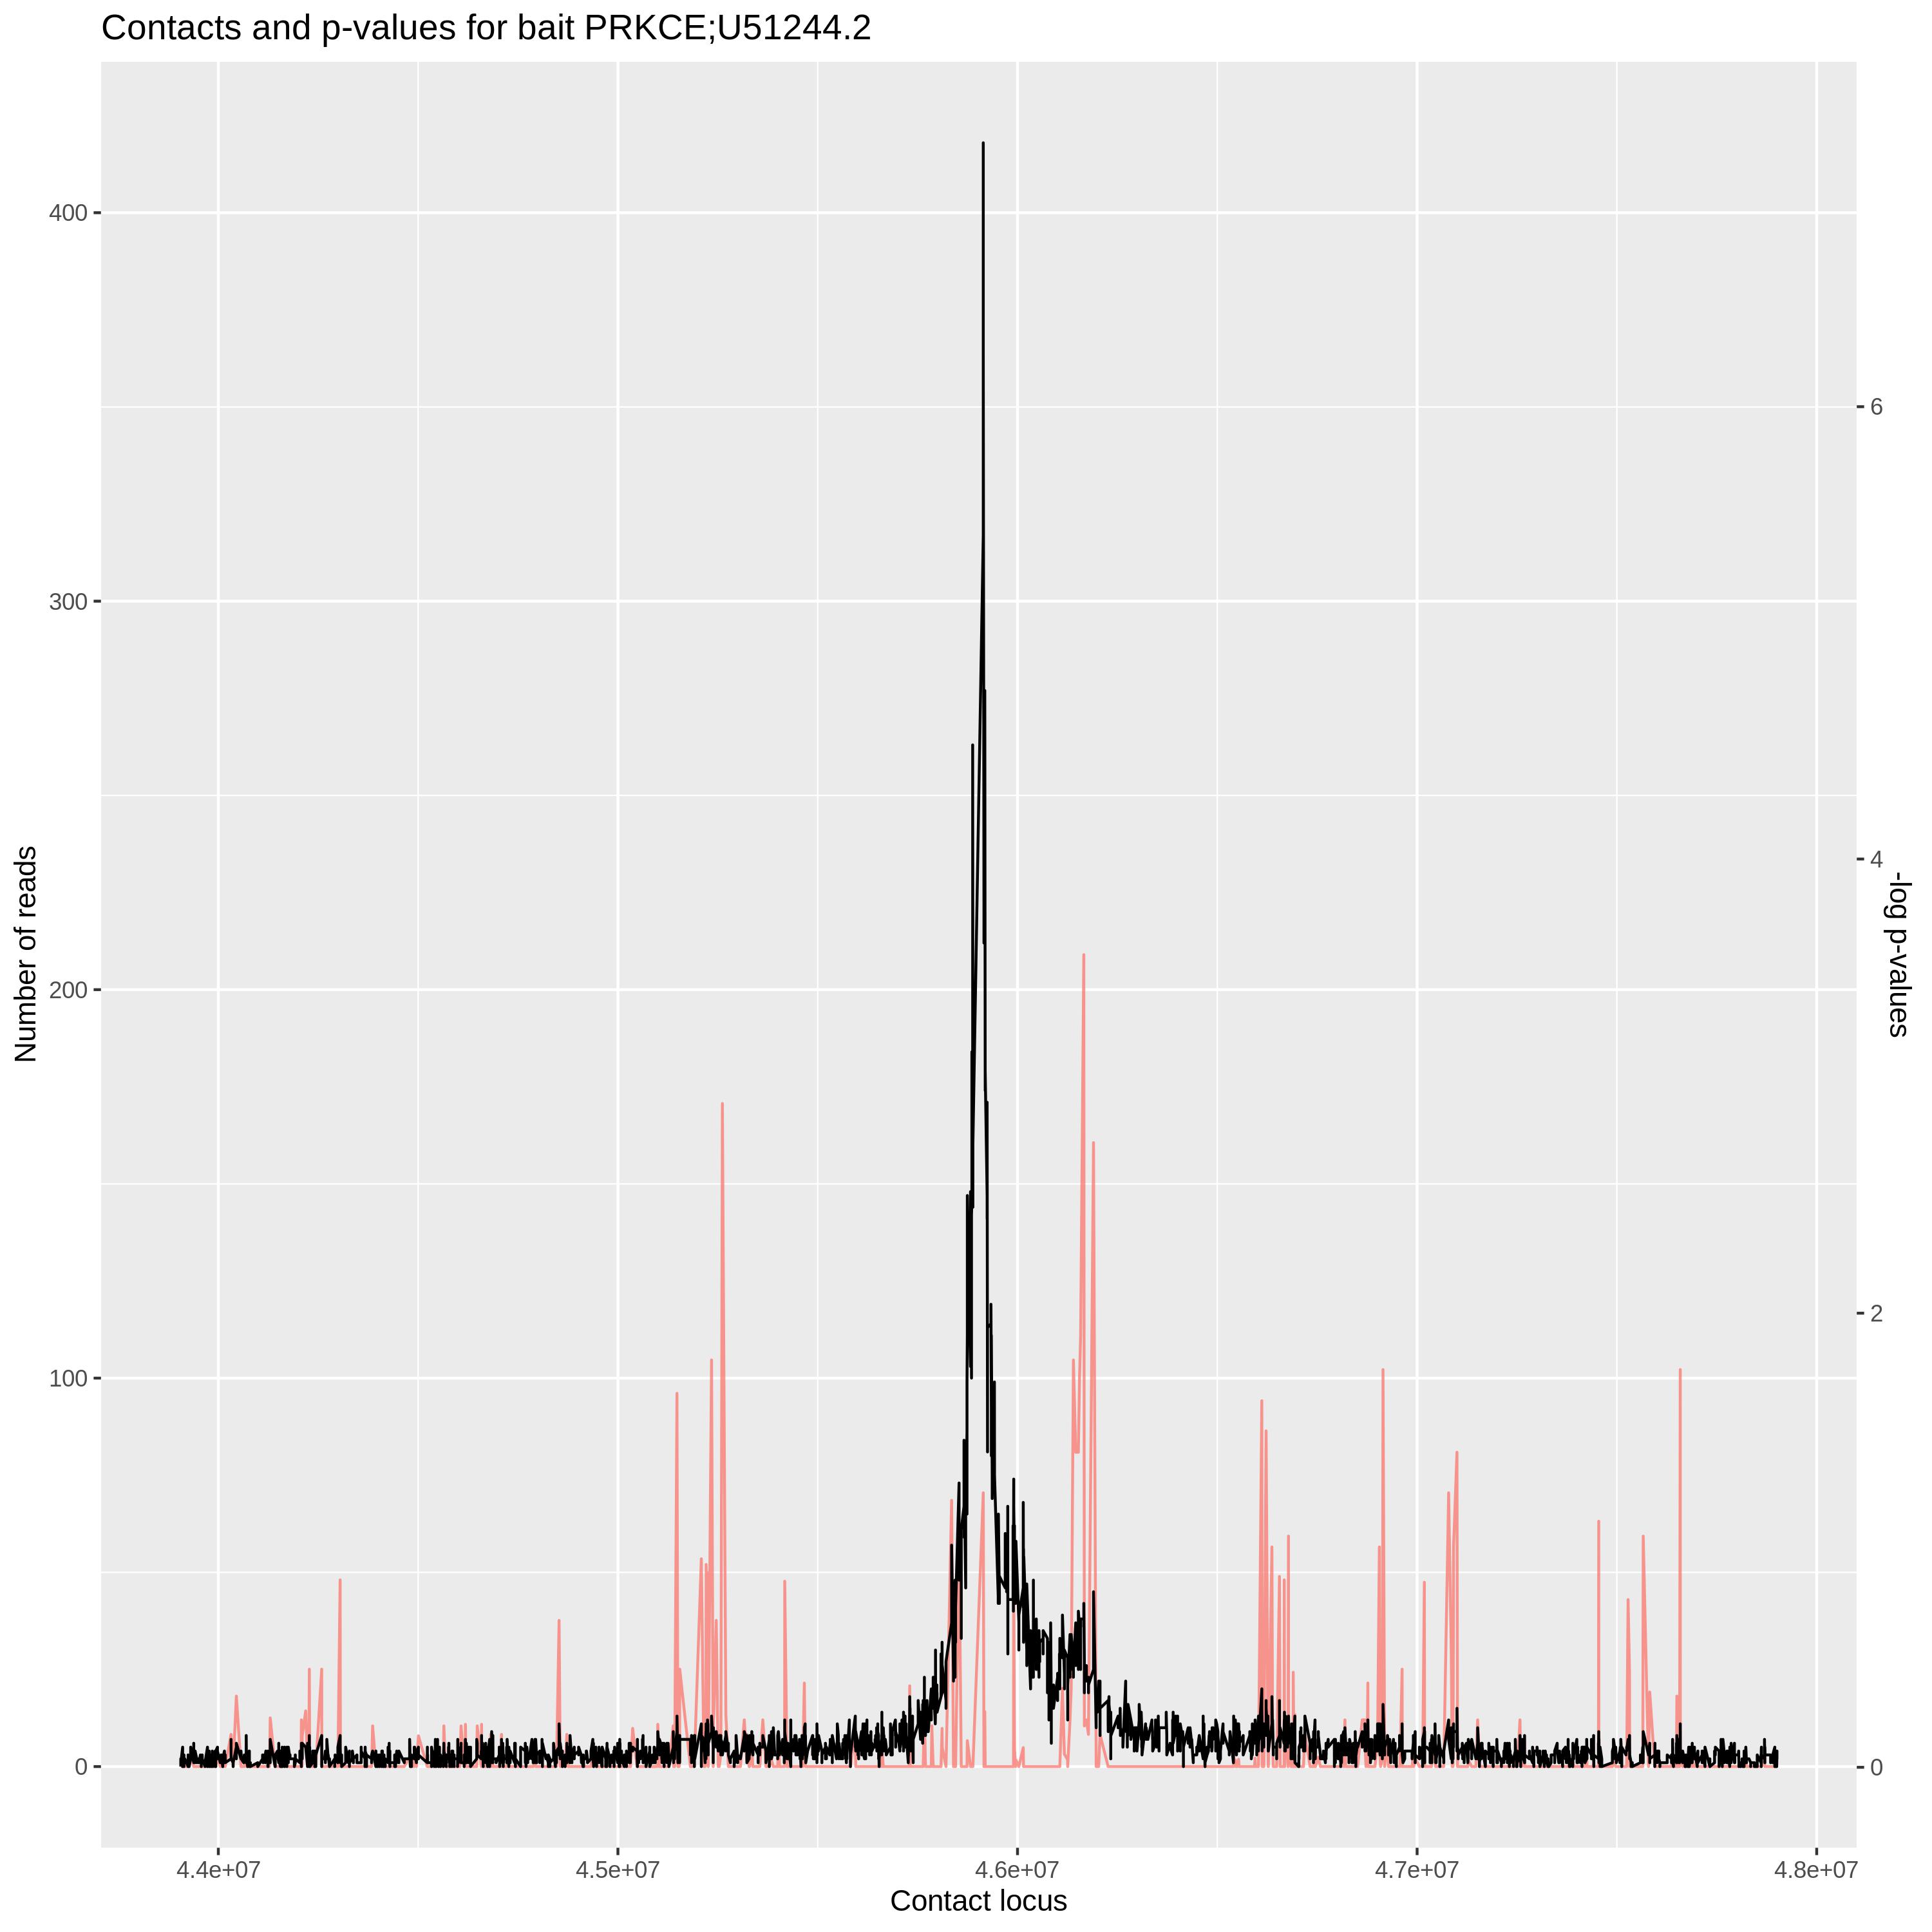 Contacts and p-values for bait PRKCE;U51244.2
400
300
200
100
0
Number of reads
6
4
2
0
-log p-values
4.4e+07
4.5e+07
4.6e+07
4.7e+07
4.8e+07
Contact locus